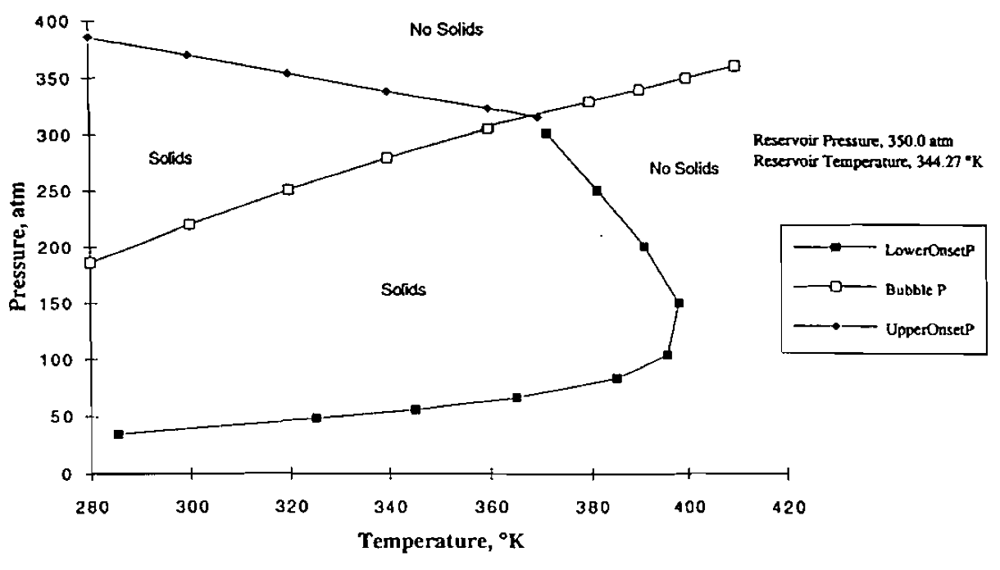 400
No Solids
350
300
Solids
Reservoir Pressure, 350.0 atm
Reservoir Temperature, 344.27 °K
No Solids
250
200
LowerOnsetP
Bubble P
UpperOnsetP
Solids
150
100
50
0
Pressure, atm
280 300 320 340 360 380 400 420
Temperature, °K